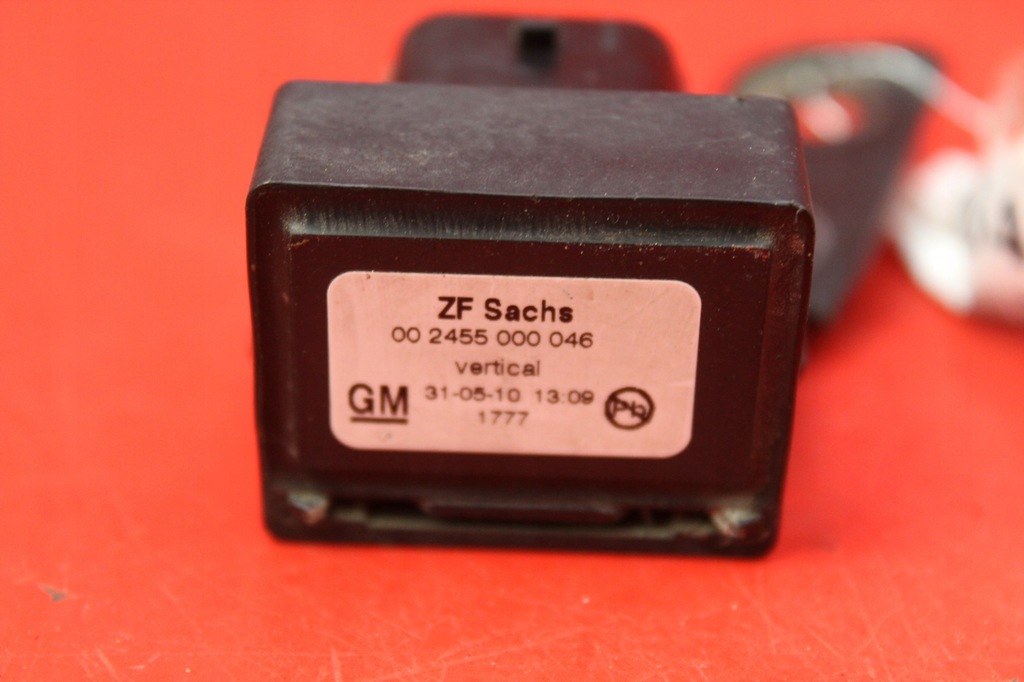 ZF Sachs
00 2455 000 046
vertical
GM 31-05-10 13:09 Pb
1777